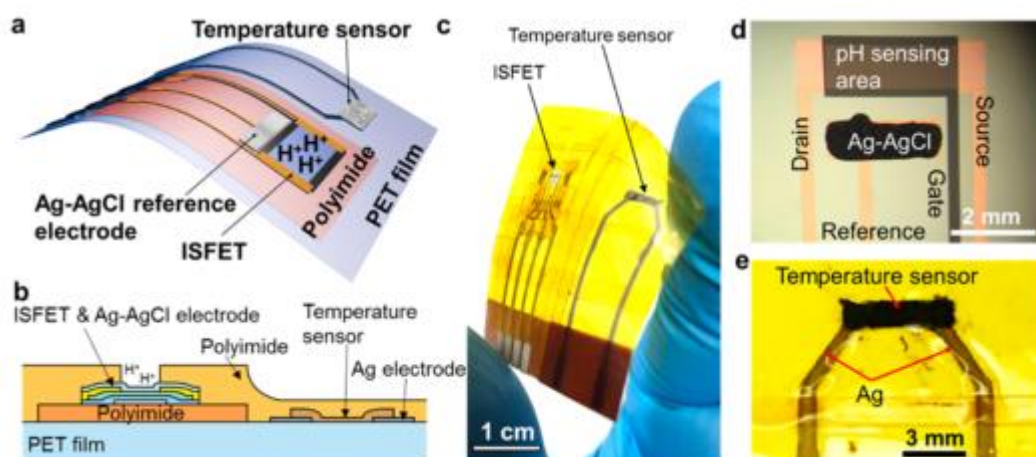 a
Temperature sensor
H+
H+ H+
H+
Ag-AgCl reference
electrode
ISFET
Polyimide
PET film
b
ISFET & Ag-AgCl electrode
Temperature
sensor
Polyimide
Ag electrode
H+
H+
Polyimide
PET film
c
Temperature sensor
ISFET
1 cm
d
pH sensing
area
Ag-AgCl
Drain
Source
Gate
Reference
2 mm
e
Temperature sensor
Ag
3 mm